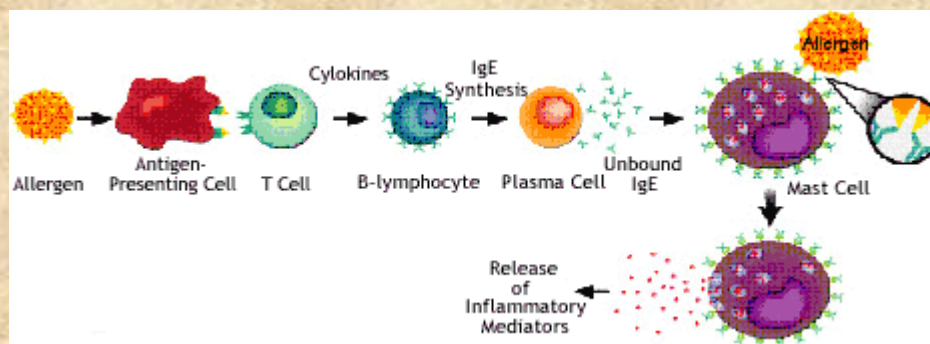 Allergen
Cylokines
IgE
Synthesis
Allergen
Antigen-
Presenting Cell
T Cell
B-lymphocyte
Plasma Cell
Unbound
IgE
Mast Cell
Release
of
Inflammatory
Mediators